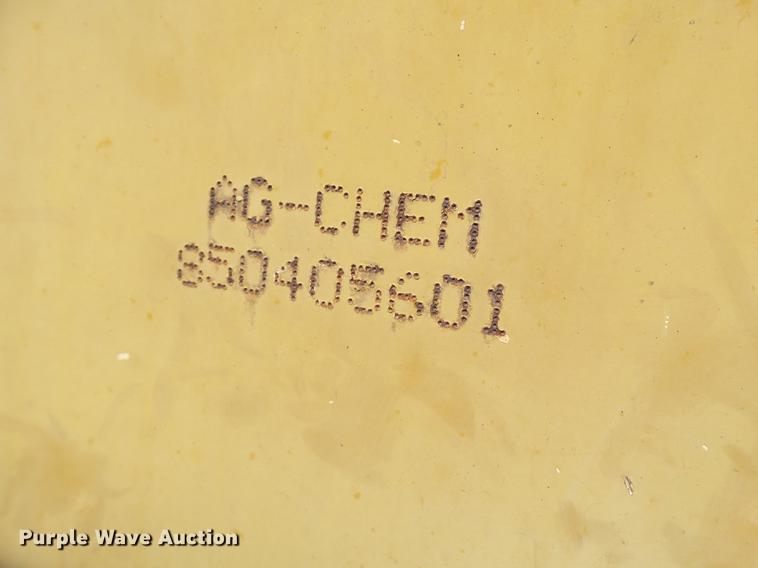 AG-CHEM
850405601
Purple Wave Auction